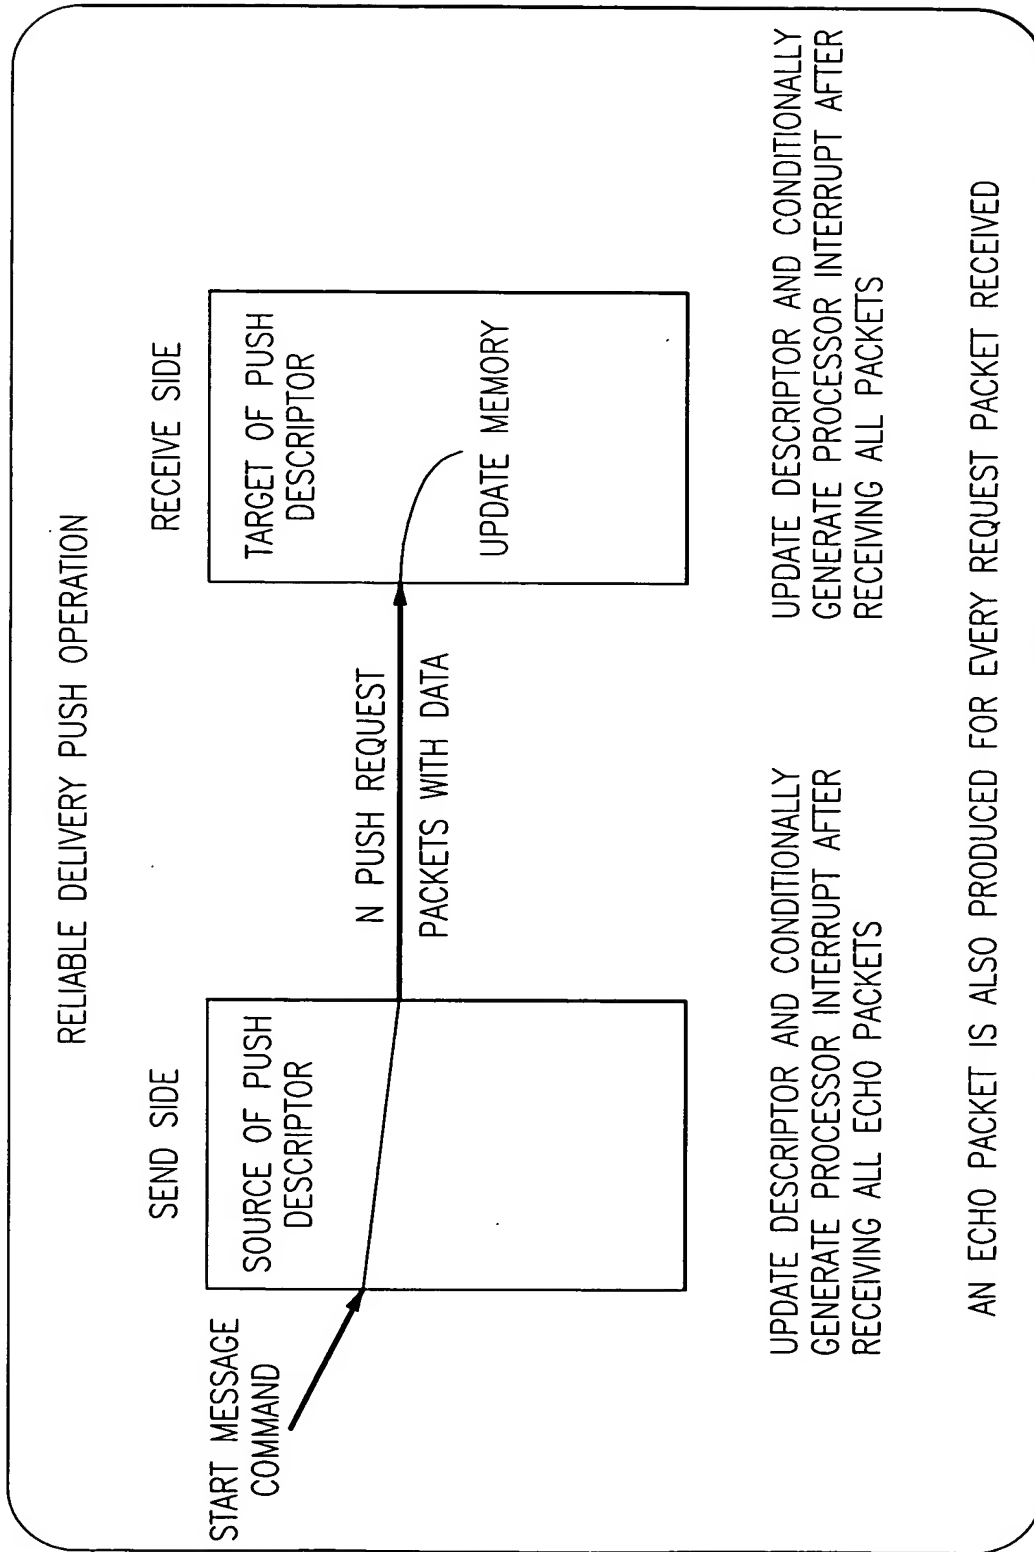 RELIABLE DELIVERY PUSH OPERATION
SEND SIDE
RECEIVE SIDE
START MESSAGE
COMMAND
SOURCE OF PUSH
DESCRIPTOR
N PUSH REQUEST
PACKETS WITH DATA
TARGET OF PUSH
DESCRIPTOR
UPDATE MEMORY
UPDATE DESCRIPTOR AND CONDITIONALLY
GENERATE PROCESSOR INTERRUPT AFTER
RECEIVING ALL ECHO PACKETS
UPDATE DESCRIPTOR AND CONDITIONALLY
GENERATE PROCESSOR INTERRUPT AFTER
RECEIVING ALL PACKETS
AN ECHO PACKET IS ALSO PRODUCED FOR EVERY REQUEST PACKET RECEIVED